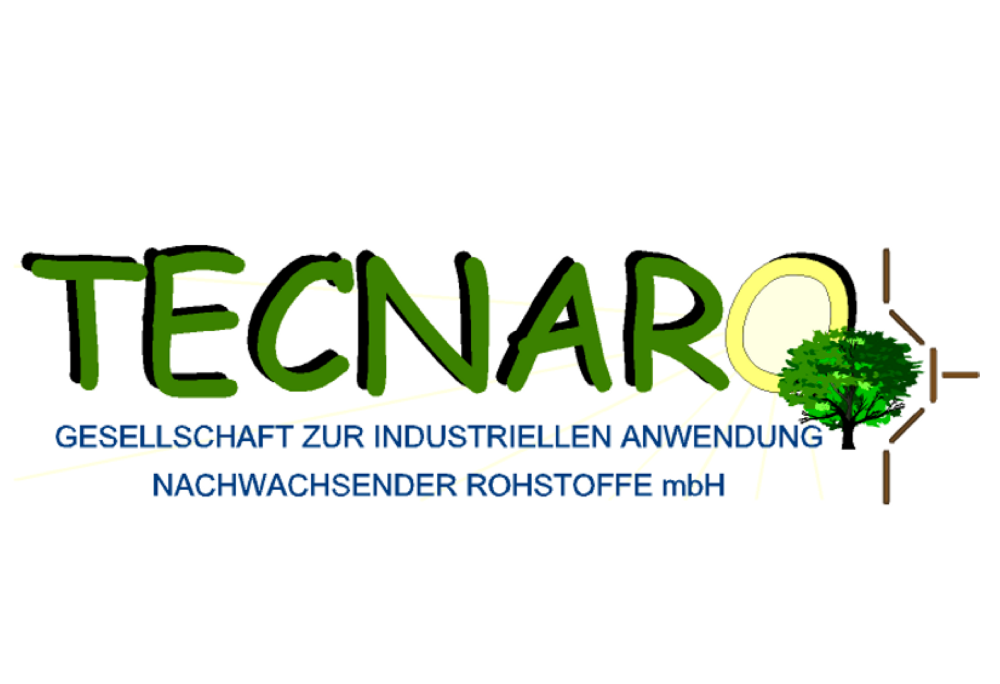 TECNARO
GESELLSCHAFT ZUR INDUSTRIELLEN ANWENDUNG
NACHWACHSENDER ROHSTOFFE mbH